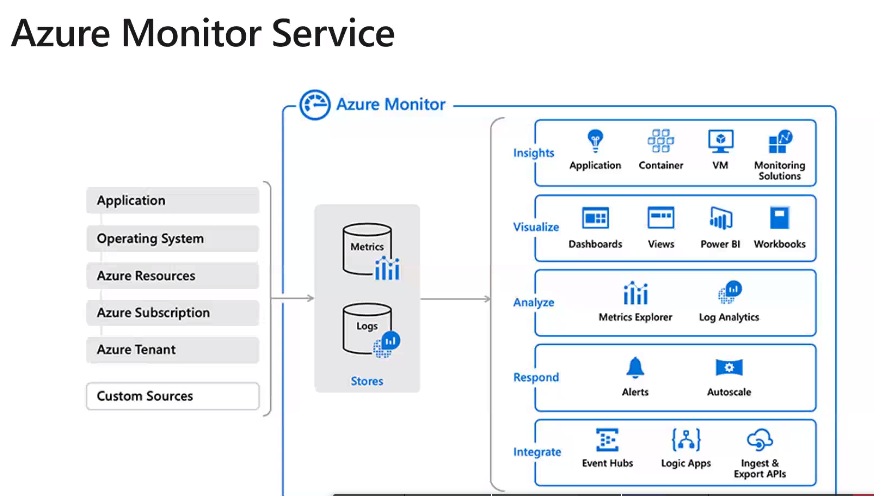 Azure Monitor Service
Azure Monitor
Application
Operating System
Azure Resources
Azure Subscription
Azure Tenant
Custom Sources
Metrics
Logs
Stores
Insights
Application
Container
VM
Monitoring
Solutions
Visualize
Dashboards
Views
Power BI
Workbooks
Analyze
Metrics Explorer
Log Analytics
Respond
Alerts
Autoscale
Integrate
Event Hubs
Logic Apps
Ingest &
Export APIs